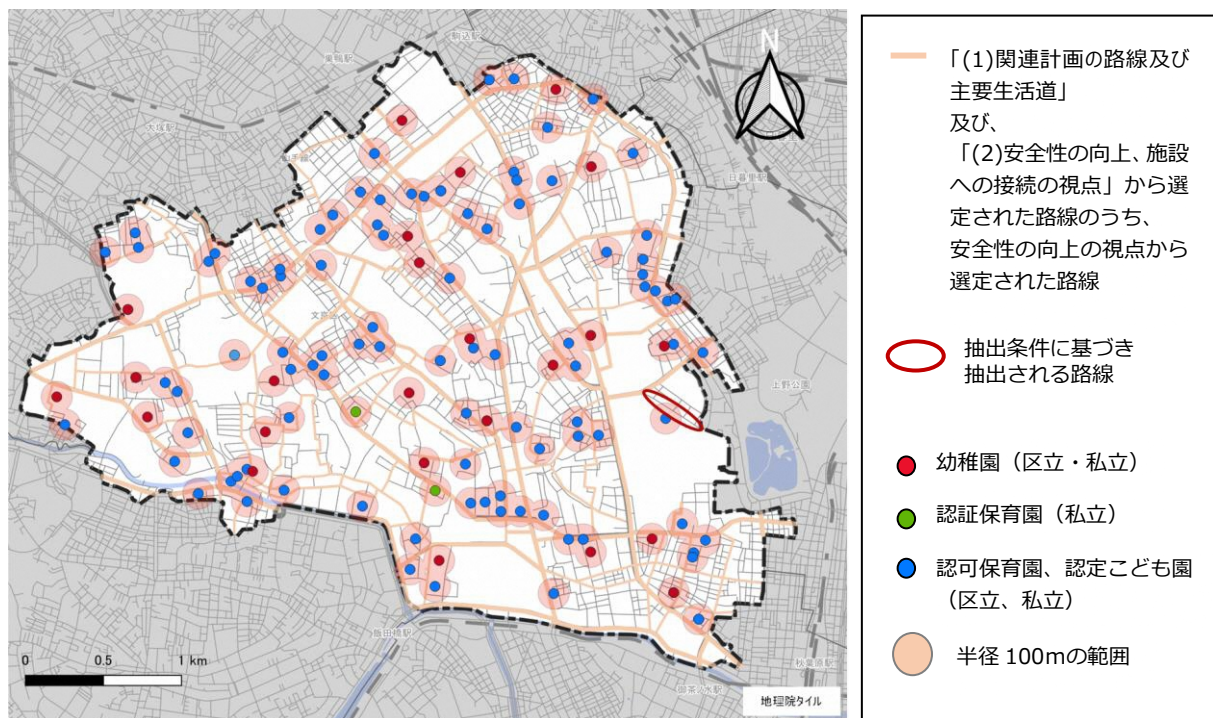 駒込駅
巣鴨駅
大塚駅
山手線
日暮里駅
N
上野公園
飯田橋駅
御茶ノ水駅
秋葉原駅
0 0.5 1 km
地理院タイル
「(1)関連計画の路線及び
主要生活道」
及び、
「(2)安全性の向上、施設
への接続の視点」から選
定された路線のうち、
安全性の向上の視点から
選定された路線
抽出条件に基づき
抽出される路線
幼稚園（区立・私立）
認証保育園（私立）
認可保育園、認定こども園
（区立、私立）
半径 100mの範囲